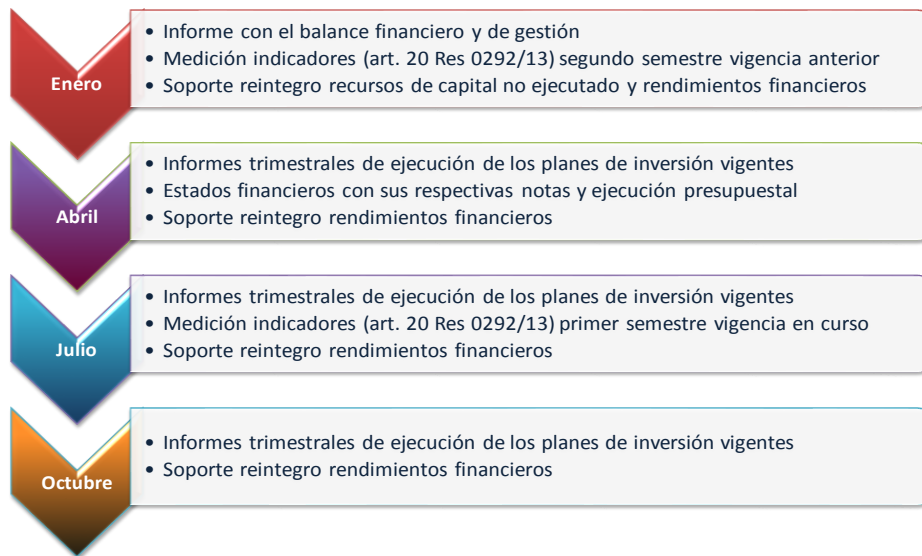 Enero
• Informe con el balance financiero y de gestión
• Medición indicadores (art. 20 Res 0292/13) segundo semestre vigencia anterior
• Soporte reintegro recursos de capital no ejecutado y rendimientos financieros
Abril
• Informes trimestrales de ejecución de los planes de inversión vigentes
• Estados financieros con sus respectivas notas y ejecución presupuestal
• Soporte reintegro rendimientos financieros
Julio
• Informes trimestrales de ejecución de los planes de inversión vigentes
• Medición indicadores (art. 20 Res 0292/13) primer semestre vigencia en curso
• Soporte reintegro rendimientos financieros
Octubre
• Informes trimestrales de ejecución de los planes de inversión vigentes
• Soporte reintegro rendimientos financieros